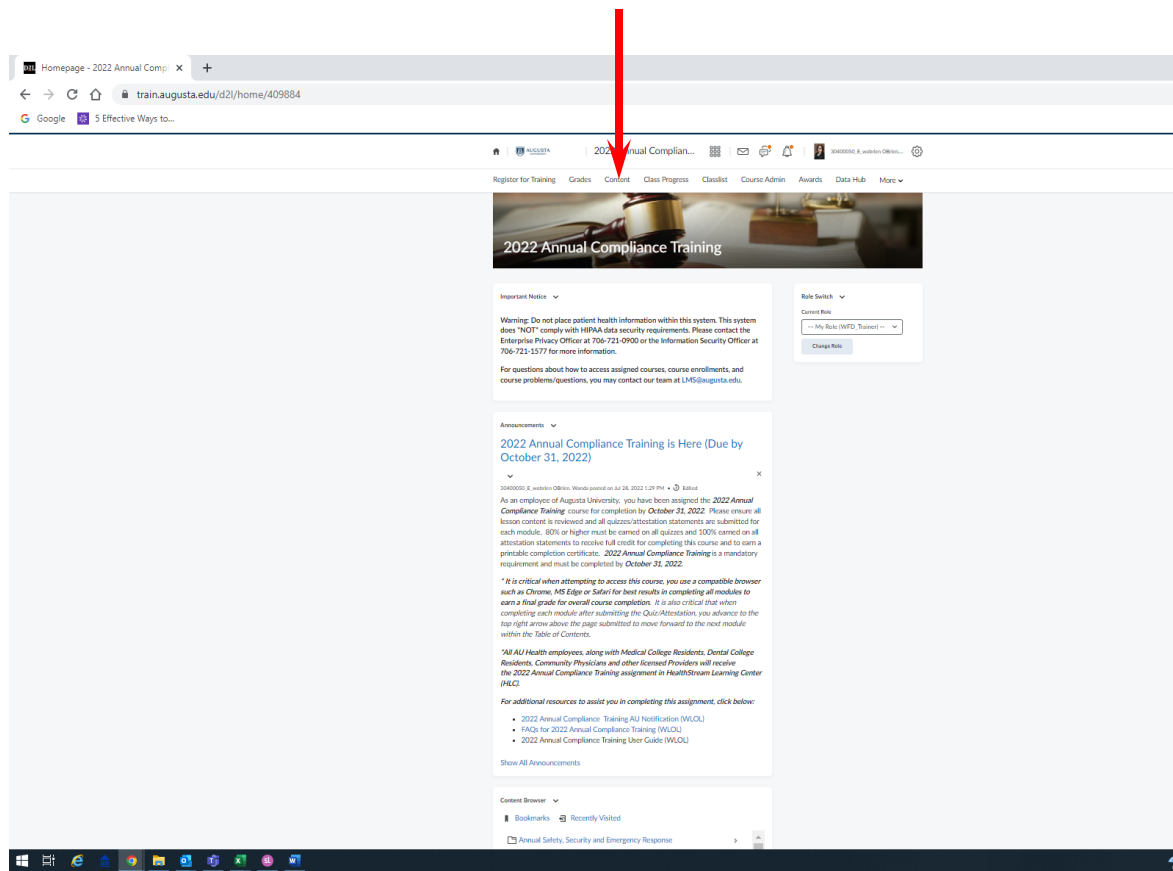 D2L Homepage - 2022 Annual Compl
train.augusta.edu/d2l/home/409884
Google 5 Effective Ways to...
AUGUSTA 2022 Annual Complian... 30400050_E_wobrien OBrien...
Register for Training Grades Content Class Progress Classlist Course Admin Awards Data Hub More
2022 Annual Compliance Training
Important Notice
Warning: Do not place patient health information within this system. This system
does "NOT" comply with HIPAA data security requirements. Please contact the
Enterprise Privacy Officer at 706-721-0900 or the Information Security Officer at
706-721-1577 for more information.
For questions about how to access assigned courses, course enrollments, and
course problems/questions, you may contact our team at LMS@augusta.edu.
Role Switch
Current Role
-- My Role (WFD_Trainer) --
Change Role
Announcements
2022 Annual Compliance Training is Here (Due by
October 31, 2022)
30400050_E_wobrien OBrien, Wanda posted on Jul 28, 2022 1:29 PM • Edited
As an employee of Augusta University, you have been assigned the 2022 Annual
Compliance Training course for completion by October 31, 2022. Please ensure all
lesson content is reviewed and all quizzes/attestation statements are submitted for
each module. 80% or higher must be earned on all quizzes and 100% earned on all
attestation statements to receive full credit for completing this course and to earn a
printable completion certificate. 2022 Annual Compliance Training is a mandatory
requirement and must be completed by October 31, 2022.
* It is critical when attempting to access this course, you use a compatible browser
such as Chrome, MS Edge or Safari for best results in completing all modules to
earn a final grade for overall course completion. It is also critical that when
completing each module after submitting the Quiz/Attestation, you advance to the
top right arrow above the page submitted to move forward to the next module
within the Table of Contents.
*All AU Health employees, along with Medical College Residents, Dental College
Residents, Community Physicians and other licensed Providers will receive
the 2022 Annual Compliance Training assignment in HealthStream Learning Center
(HLC).
For additional resources to assist you in completing this assignment, click below:
• 2022 Annual Compliance Training AU Notification (WLOL)
• FAQs for 2022 Annual Compliance Training (WLOL)
• 2022 Annual Compliance Training User Guide (WLOL)
Show All Announcements
Content Browser
Bookmarks Recently Visited
Annual Safety, Security and Emergency Response